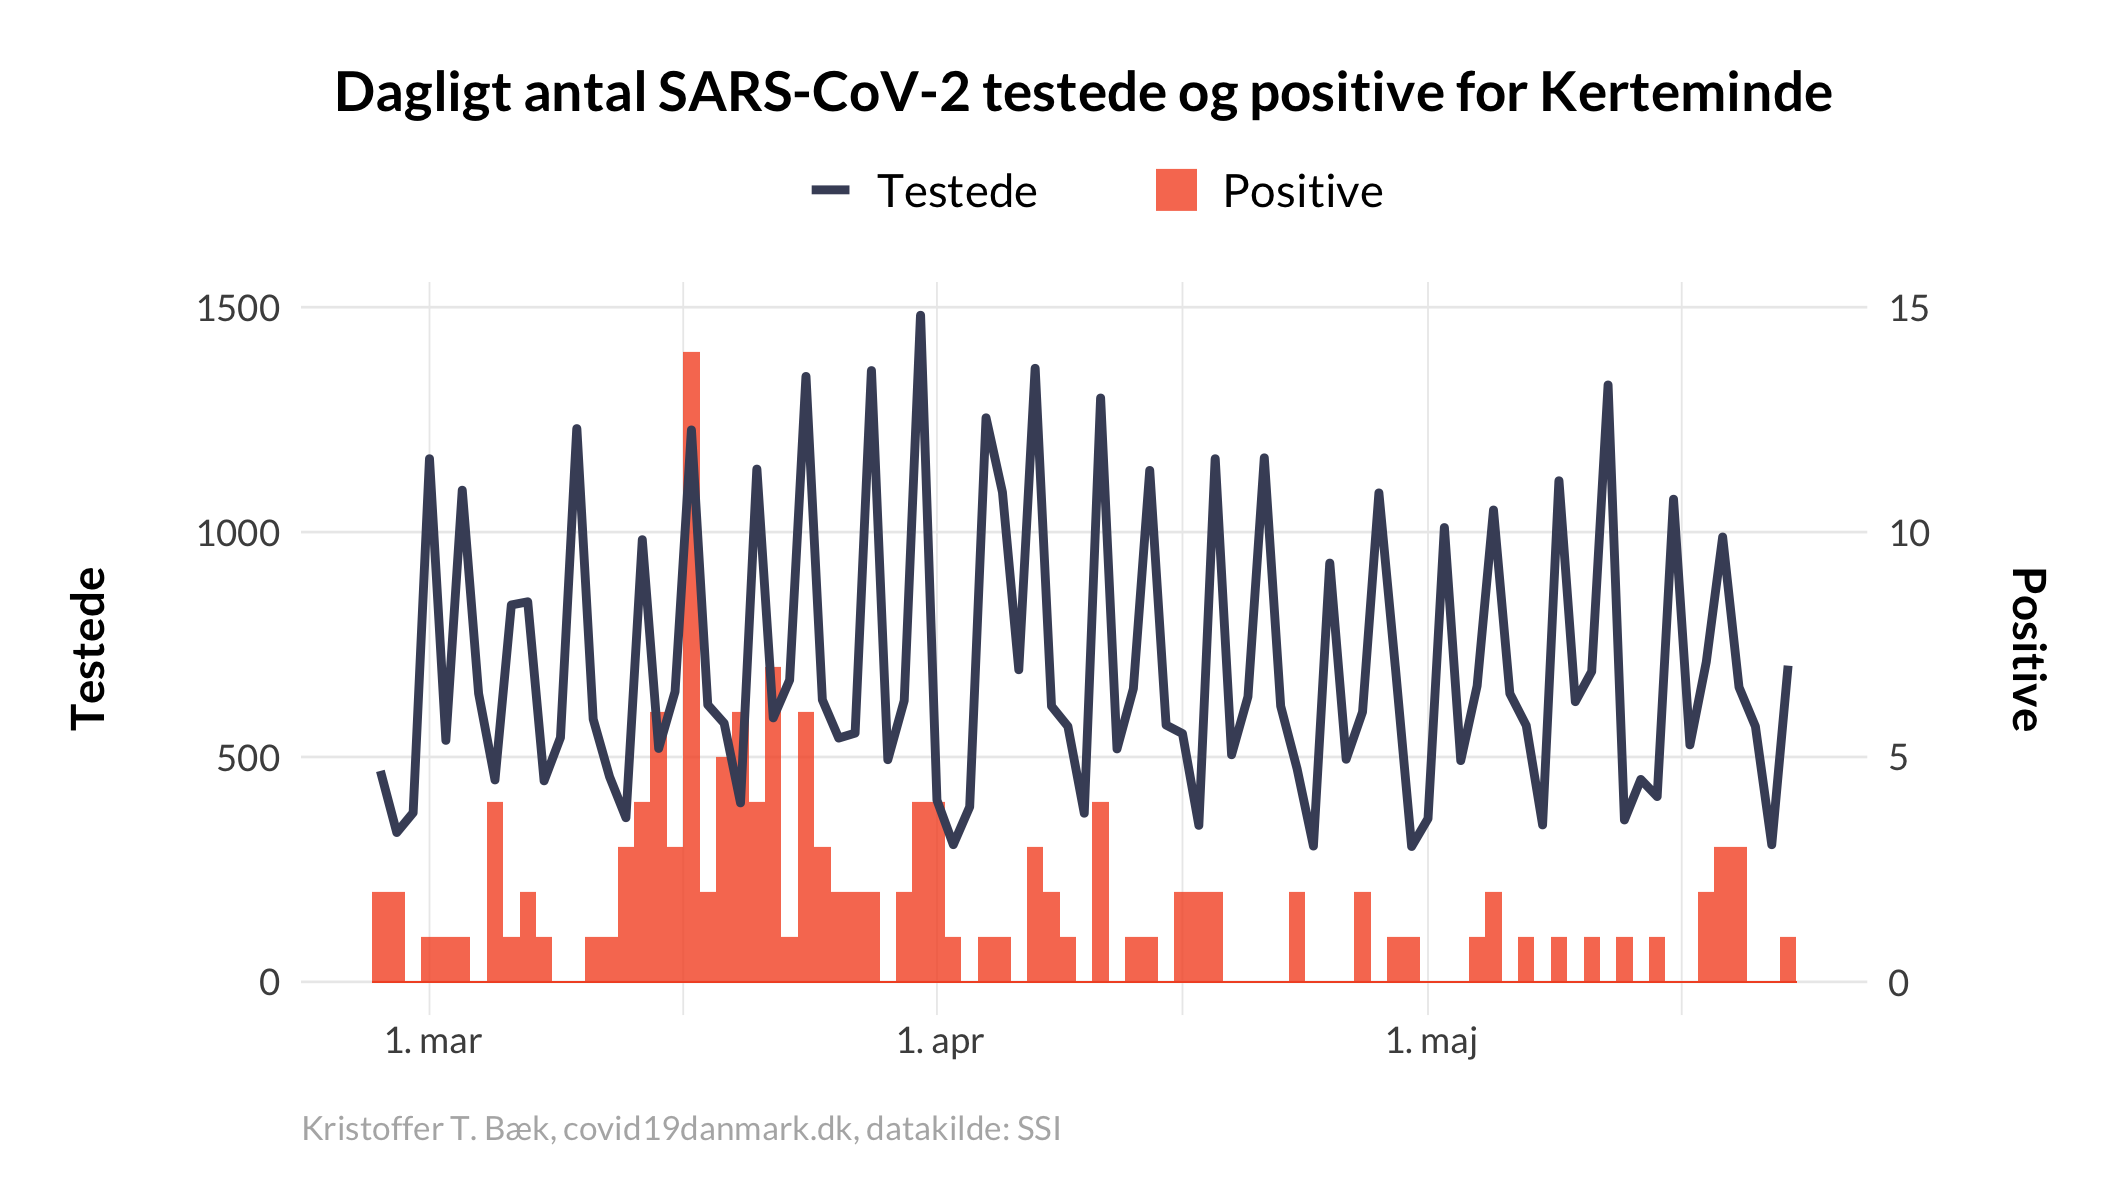 Dagligt antal SARS-CoV-2 testede og positive for Kerteminde
Testede
Positive
1500
1000
500
0
15
10
5
0
Testede
Positive
1. mar
1. apr
1. maj
Kristoffer T. Bæk, covid19danmark.dk, datakilde: SSI